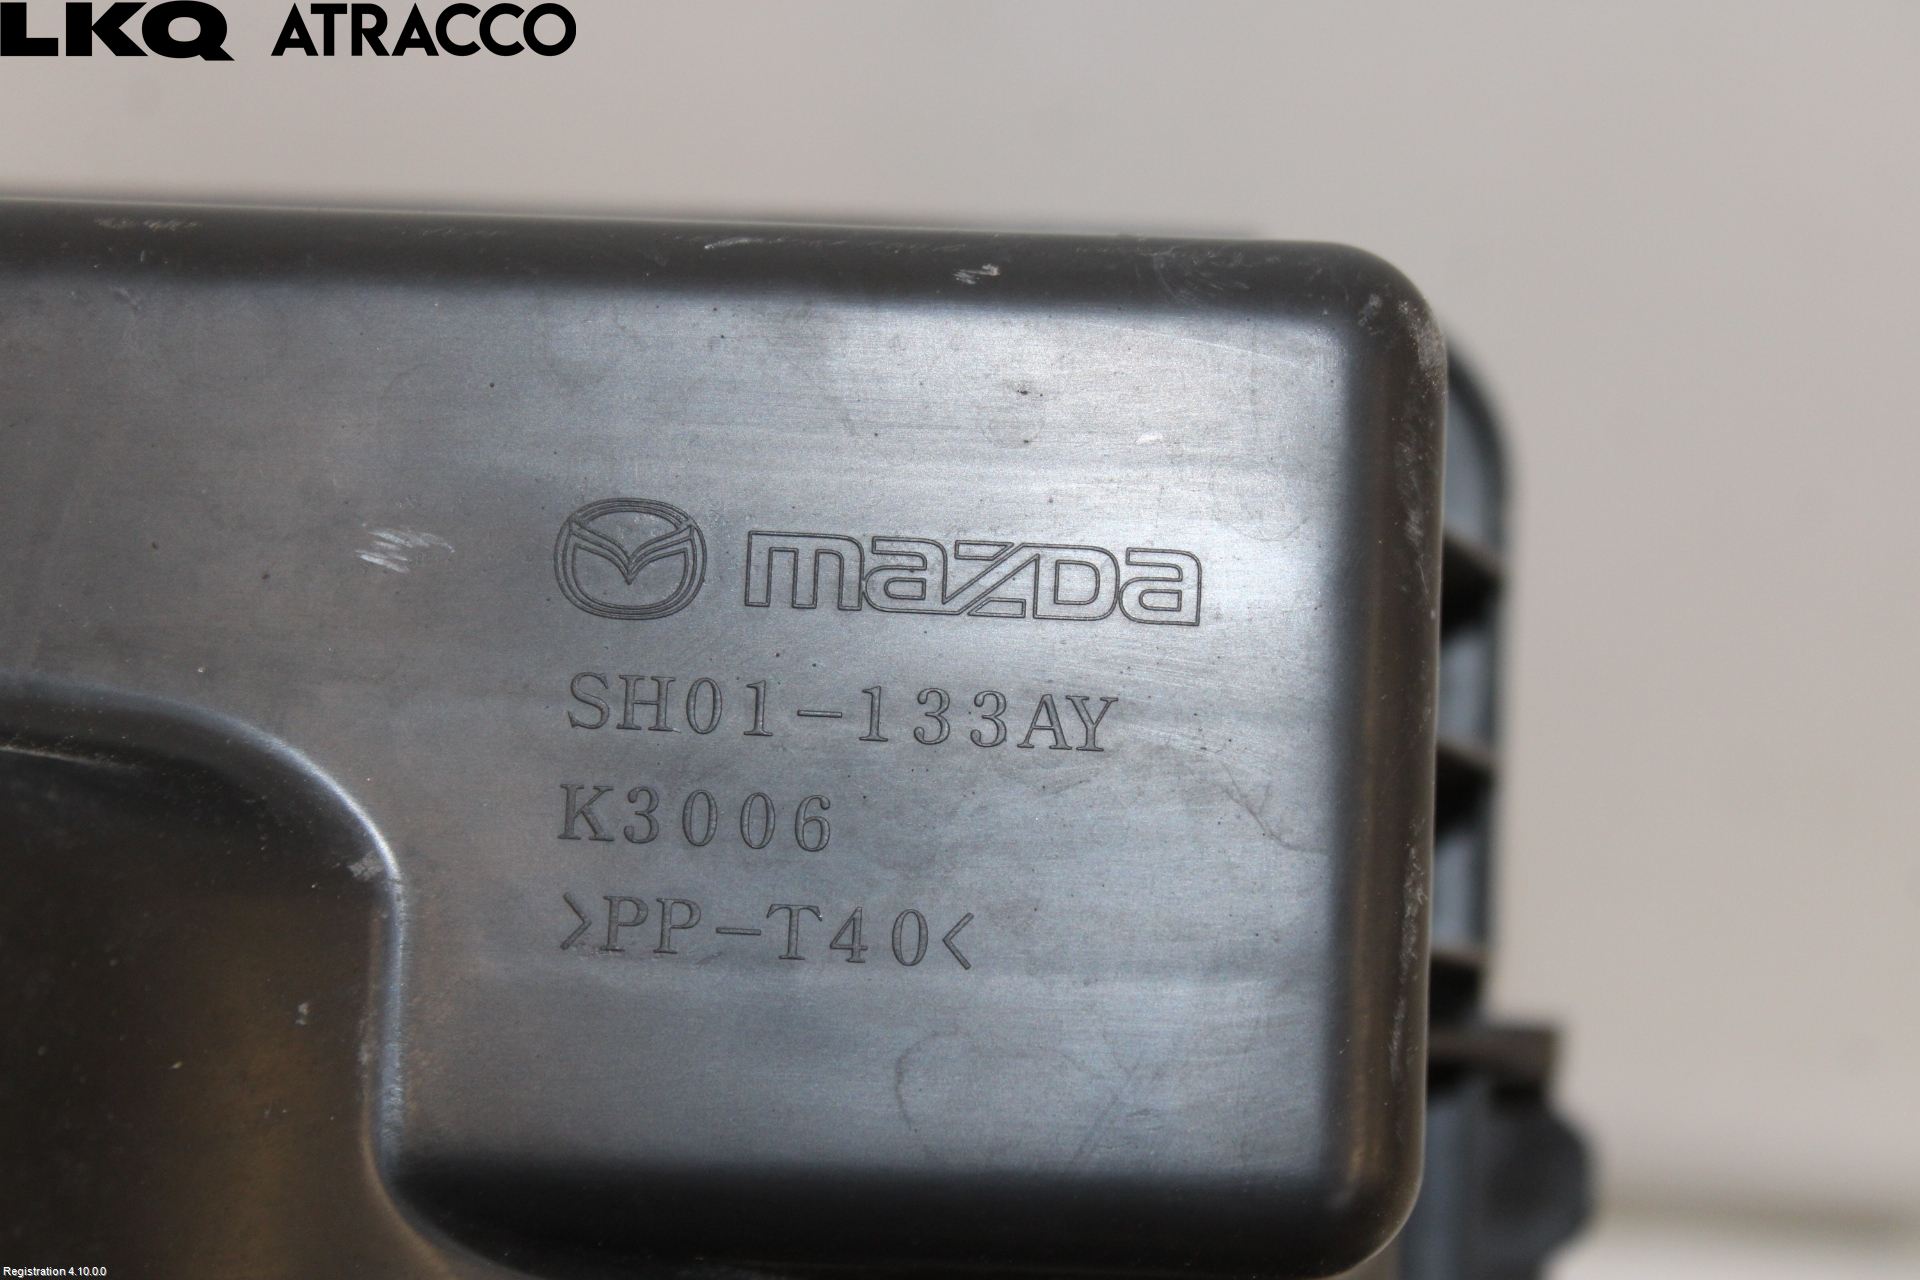 LKQ ATRACCO
mazda
SH01-133AY
K3006
>PP-T40<
Registration 4.10.0.0